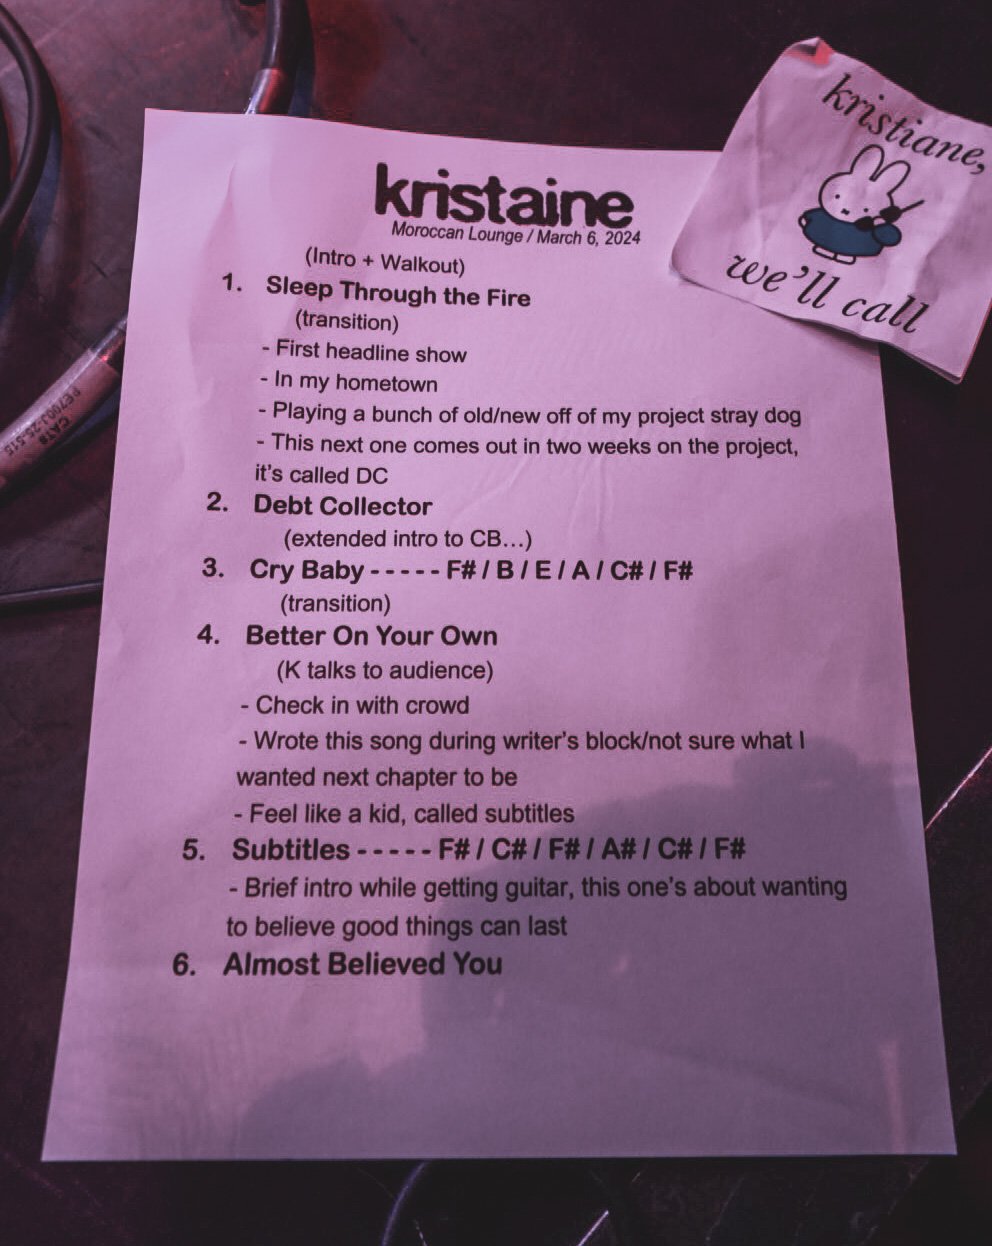 kristaine
Moroccan Lounge / March 6, 2024
(Intro + Walkout)
1. Sleep Through the Fire
(transition)
- First headline show
- In my hometown
- Playing a bunch of old/new off of my project stray dog
- This next one comes out in two weeks on the project,
it's called DC
2. Debt Collector
(extended intro to CB...)
3. Cry Baby - - - - - F# / B / E / A / C# / F#
(transition)
4. Better On Your Own
(K talks to audience)
- Check in with crowd
- Wrote this song during writer's block/not sure what I
wanted next chapter to be
- Feel like a kid, called subtitles
5. Subtitles - - - - - F# / C# / F# / A# / C# / F#
- Brief intro while getting guitar, this one's about wanting
to believe good things can last
6. Almost Believed You
kristiane,
we'll call